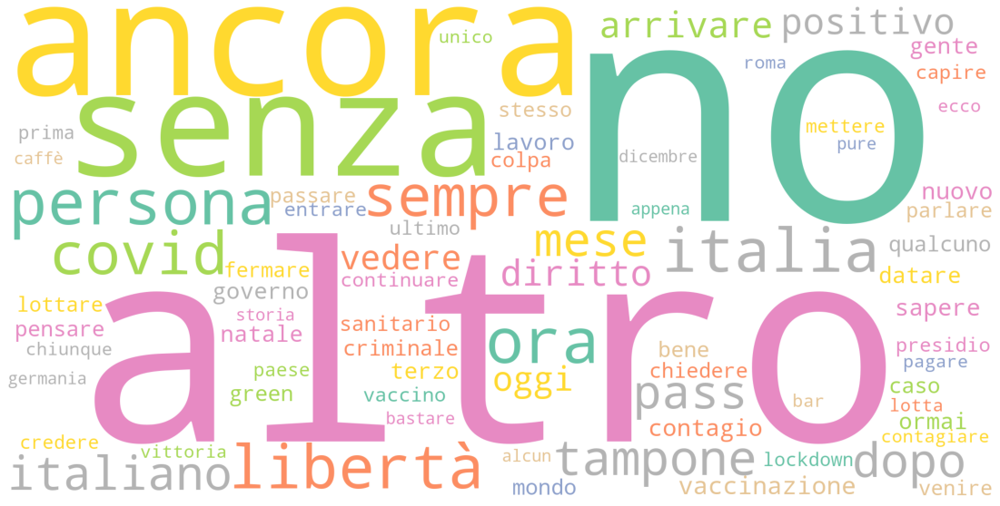 ancora
unico
arrivare
positivo
gente
roma
capire
no
ecco
senza
stesso
mettere
prima
lavoro
pure
caffè
colpa
dicembre
persona
passare
sempre
nuovo
entrare
appena
parlare
ultimo
covid
mese
italia
qualcuno
fermare
vedere
diritto
datare
continuare
governo
lottare
altro
sapere
storia
pensare
natale
sanitario
ora
chiunque
criminale
bene
presidio
pagare
germania
paese
terzo
oggi
chiedere
green
vaccino
pass
caso
bar
lotta
bastare
contagio
ormai
credere
contagiare
vittoria
italiano
libertà
alcun
tampone
lockdown
dopo
mondo
vaccinazione
venire